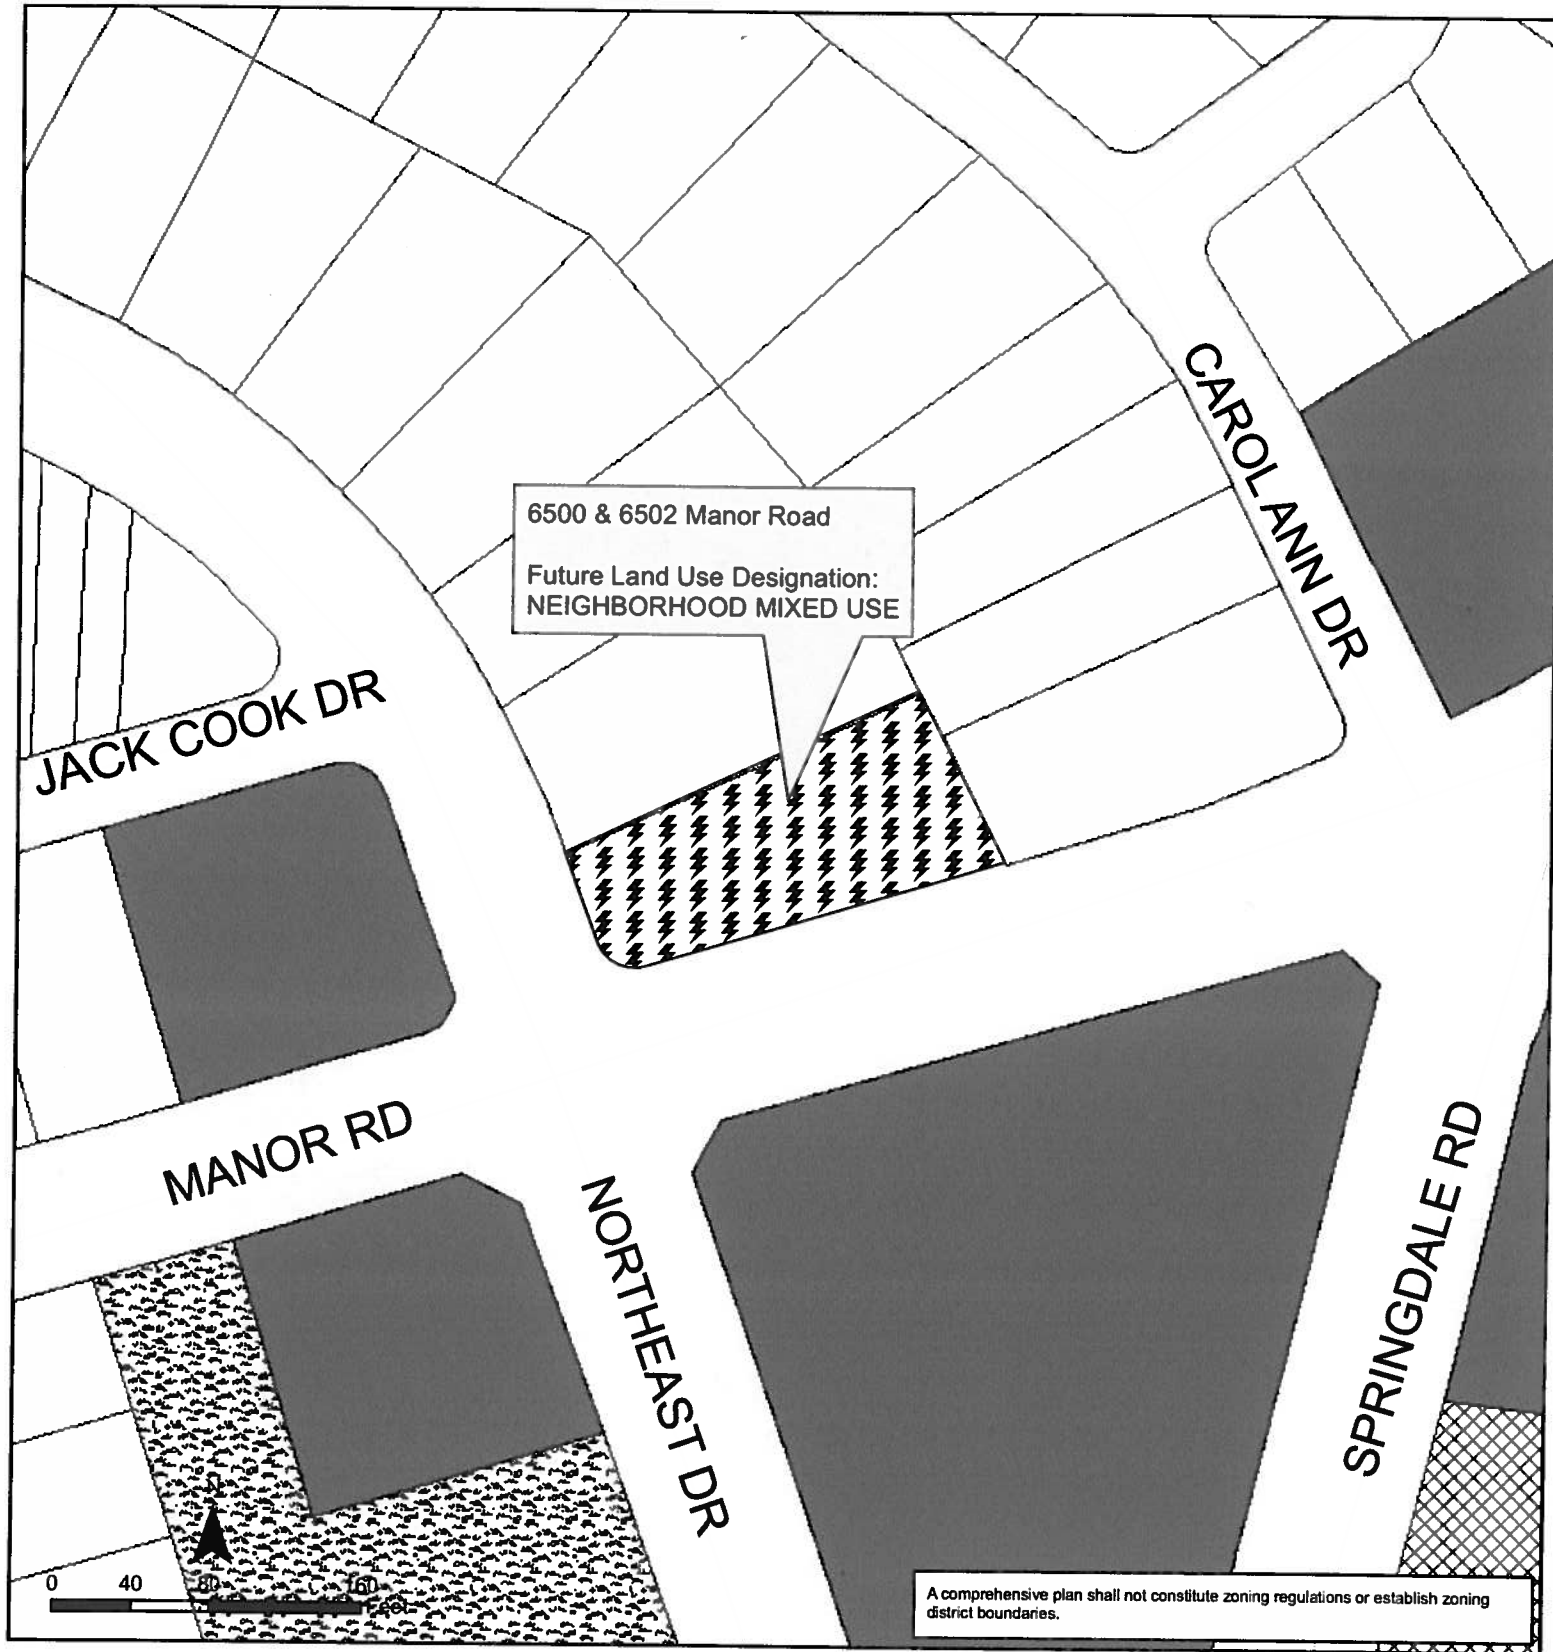 6500 & 6502 Manor Road
Future Land Use Designation:
NEIGHBORHOOD MIXED USE
CAROL ANN DR
JACK COOK DR
MANOR RD
NORTHEAST DR
SPRINGDALE RD
N
0 40 80 160
Feet
A comprehensive plan shall not constitute zoning regulations or establish zoning
district boundaries.